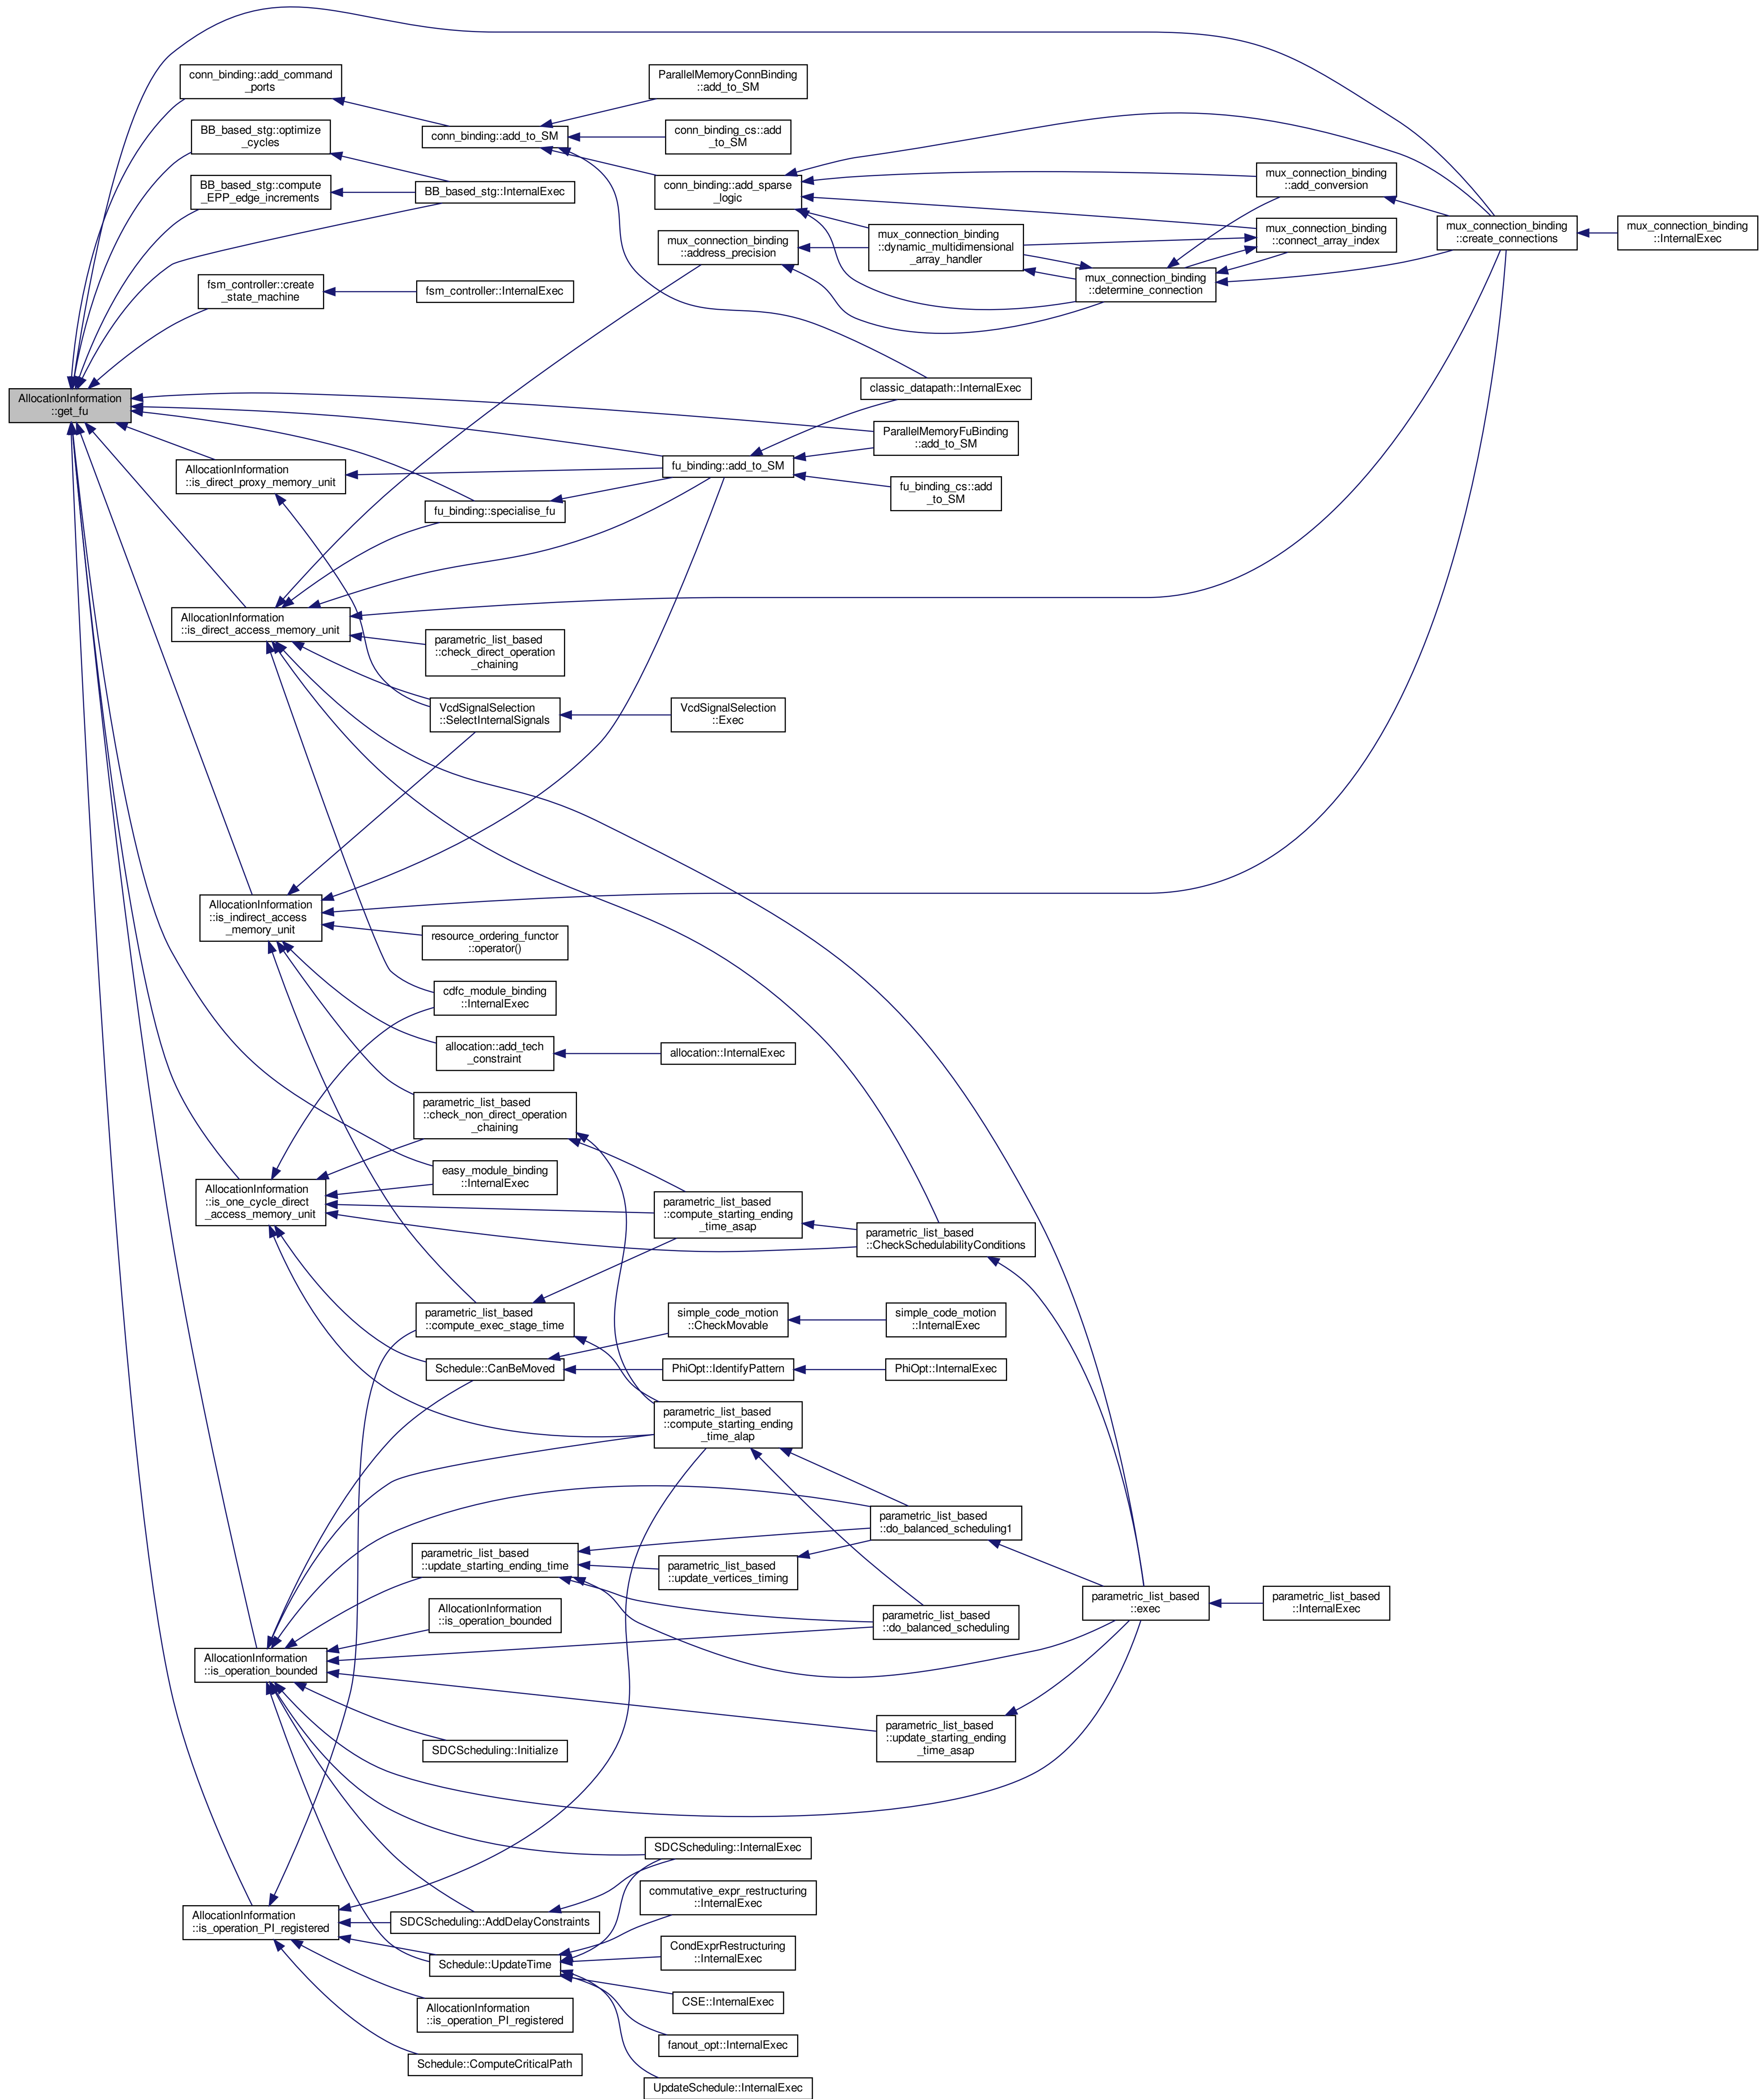 AllocationInformation
::get_fu
conn_binding::add_command
_ports
BB_based_stg::optimize
_cycles
BB_based_stg::compute
_EPP_edge_increments
fsm_controller::create
_state_machine
AllocationInformation
::is_direct_proxy_memory_unit
AllocationInformation
::is_direct_access_memory_unit
AllocationInformation
::is_indirect_access
_memory_unit
AllocationInformation
::is_one_cycle_direct
_access_memory_unit
AllocationInformation
::is_operation_bounded
AllocationInformation
::is_operation_PI_registered
conn_binding::add_to_SM
BB_based_stg::InternalExec
fsm_controller::InternalExec
fu_binding::specialise_fu
parametric_list_based
::check_direct_operation
_chaining
VcdSignalSelection
::SelectInternalSignals
resource_ordering_functor
::operator()
cdfc_module_binding
::InternalExec
allocation::add_tech
_constraint
parametric_list_based
::check_non_direct_operation
_chaining
easy_module_binding
::InternalExec
parametric_list_based
::compute_exec_stage_time
Schedule::CanBeMoved
parametric_list_based
::update_starting_ending_time
AllocationInformation
::is_operation_bounded
SDCScheduling::Initialize
SDCScheduling::AddDelayConstraints
Schedule::UpdateTime
AllocationInformation
::is_operation_PI_registered
Schedule::ComputeCriticalPath
ParallelMemoryConnBinding
::add_to_SM
conn_binding_cs::add
_to_SM
conn_binding::add_sparse
_logic
mux_connection_binding
::address_precision
fu_binding::add_to_SM
VcdSignalSelection
::Exec
allocation::InternalExec
parametric_list_based
::compute_starting_ending
_time_asap
simple_code_motion
::CheckMovable
PhiOpt::IdentifyPattern
parametric_list_based
::compute_starting_ending
_time_alap
parametric_list_based
::update_vertices_timing
SDCScheduling::InternalExec
commutative_expr_restructuring
::InternalExec
CondExprRestructuring
::InternalExec
CSE::InternalExec
fanout_opt::InternalExec
UpdateSchedule::InternalExec
mux_connection_binding
::dynamic_multidimensional
_array_handler
classic_datapath::InternalExec
ParallelMemoryFuBinding
::add_to_SM
fu_binding_cs::add
_to_SM
parametric_list_based
::CheckSchedulabilityConditions
simple_code_motion
::InternalExec
PhiOpt::InternalExec
parametric_list_based
::do_balanced_scheduling1
parametric_list_based
::do_balanced_scheduling
parametric_list_based
::update_starting_ending
_time_asap
mux_connection_binding
::determine_connection
parametric_list_based
::exec
mux_connection_binding
::add_conversion
mux_connection_binding
::connect_array_index
parametric_list_based
::InternalExec
mux_connection_binding
::create_connections
mux_connection_binding
::InternalExec